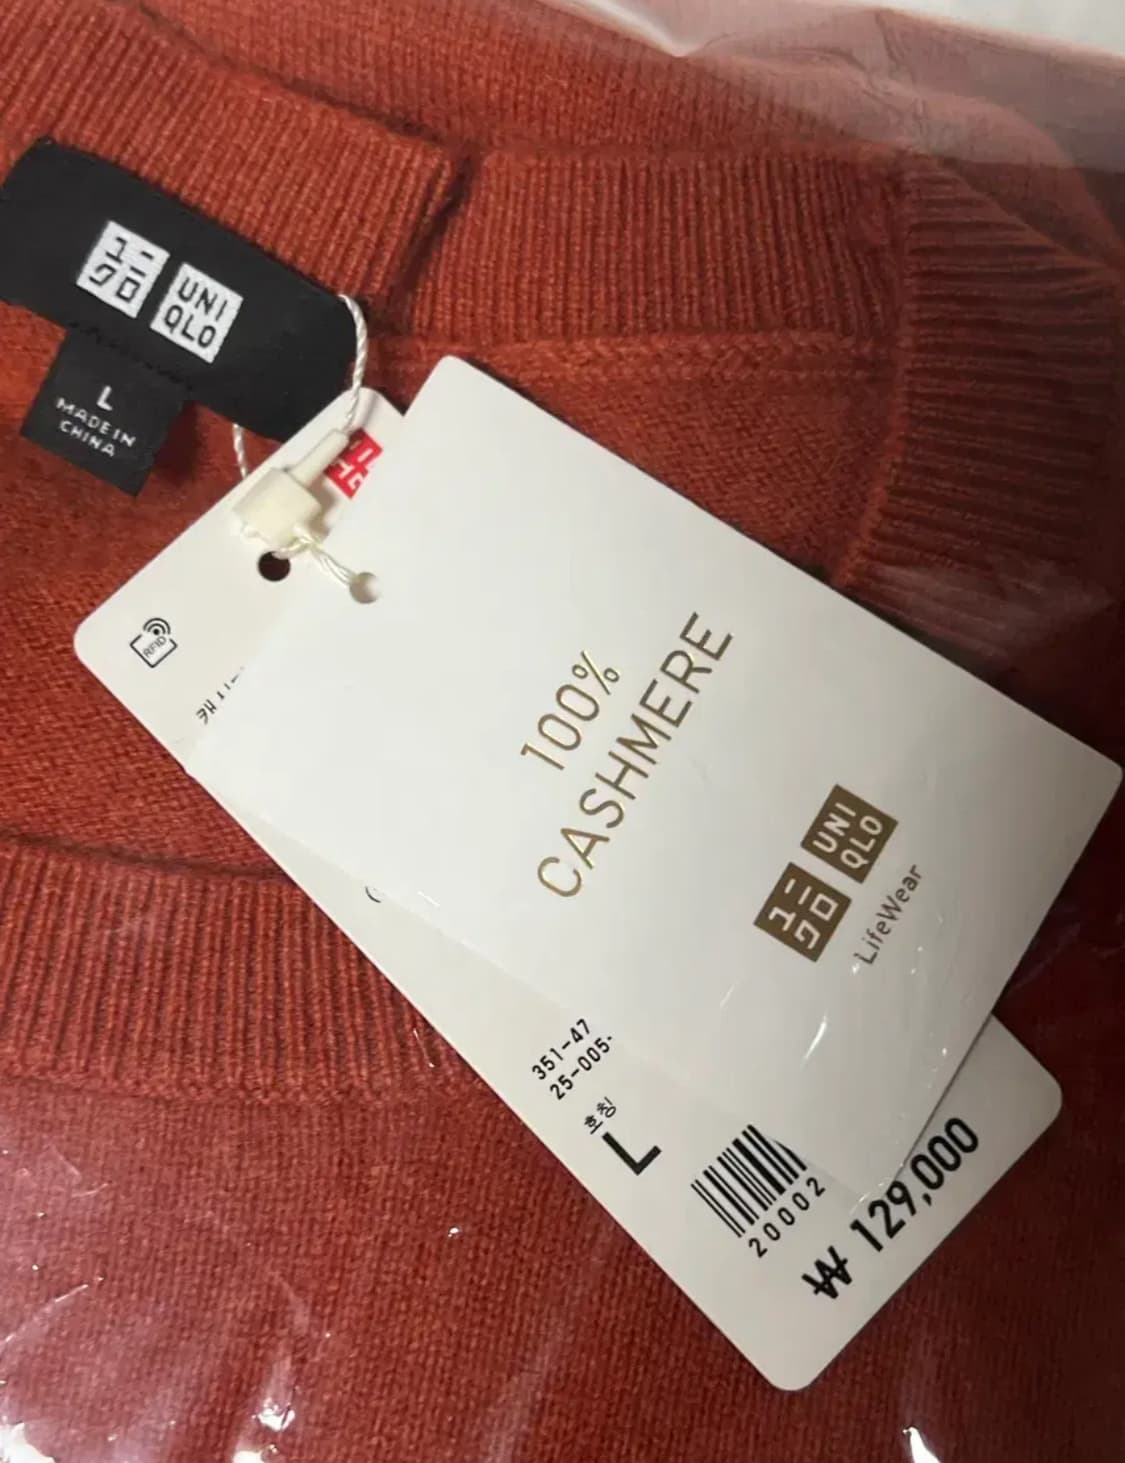 ユニ
クロ
UNI
QLO
L
MADE IN
CHINA
RFID
100%
CASHMERE
ユニ
クロ
UNI
QLO
LifeWear
351-47
25-005-
호칭
L
20002
₩ 129,000